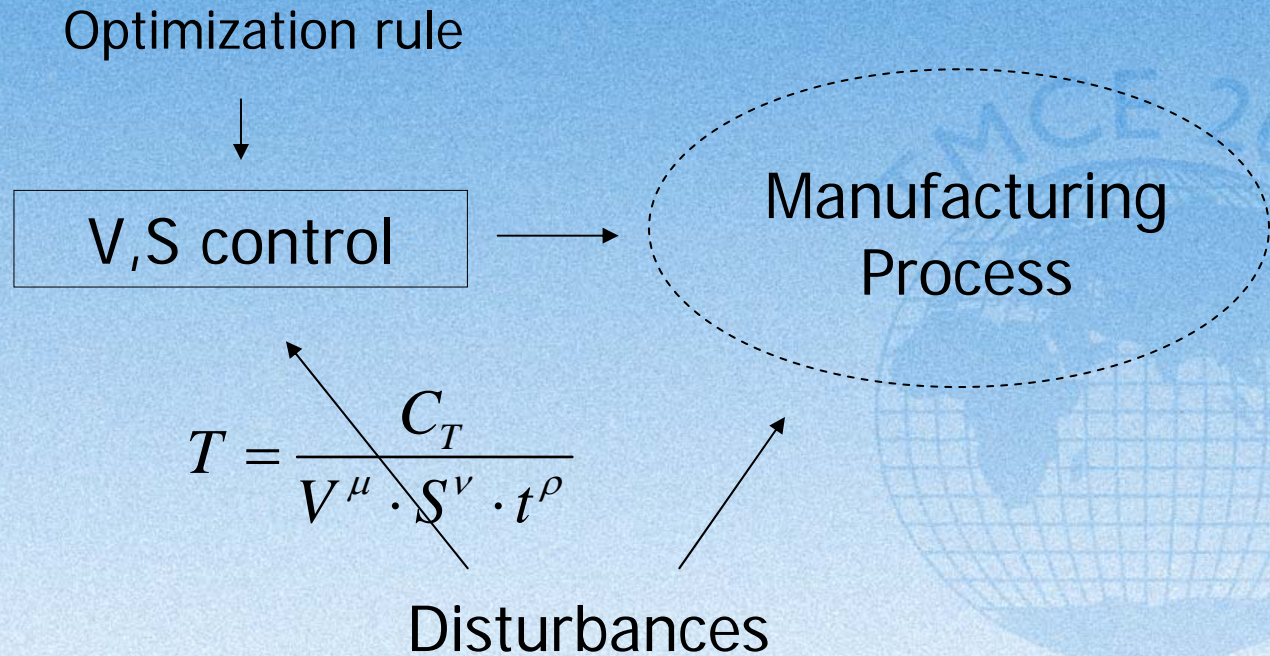 Optimization rule
V,S control
Manufacturing
Process
T = C_T / (V^μ · S^ν · t^ρ)
Disturbances